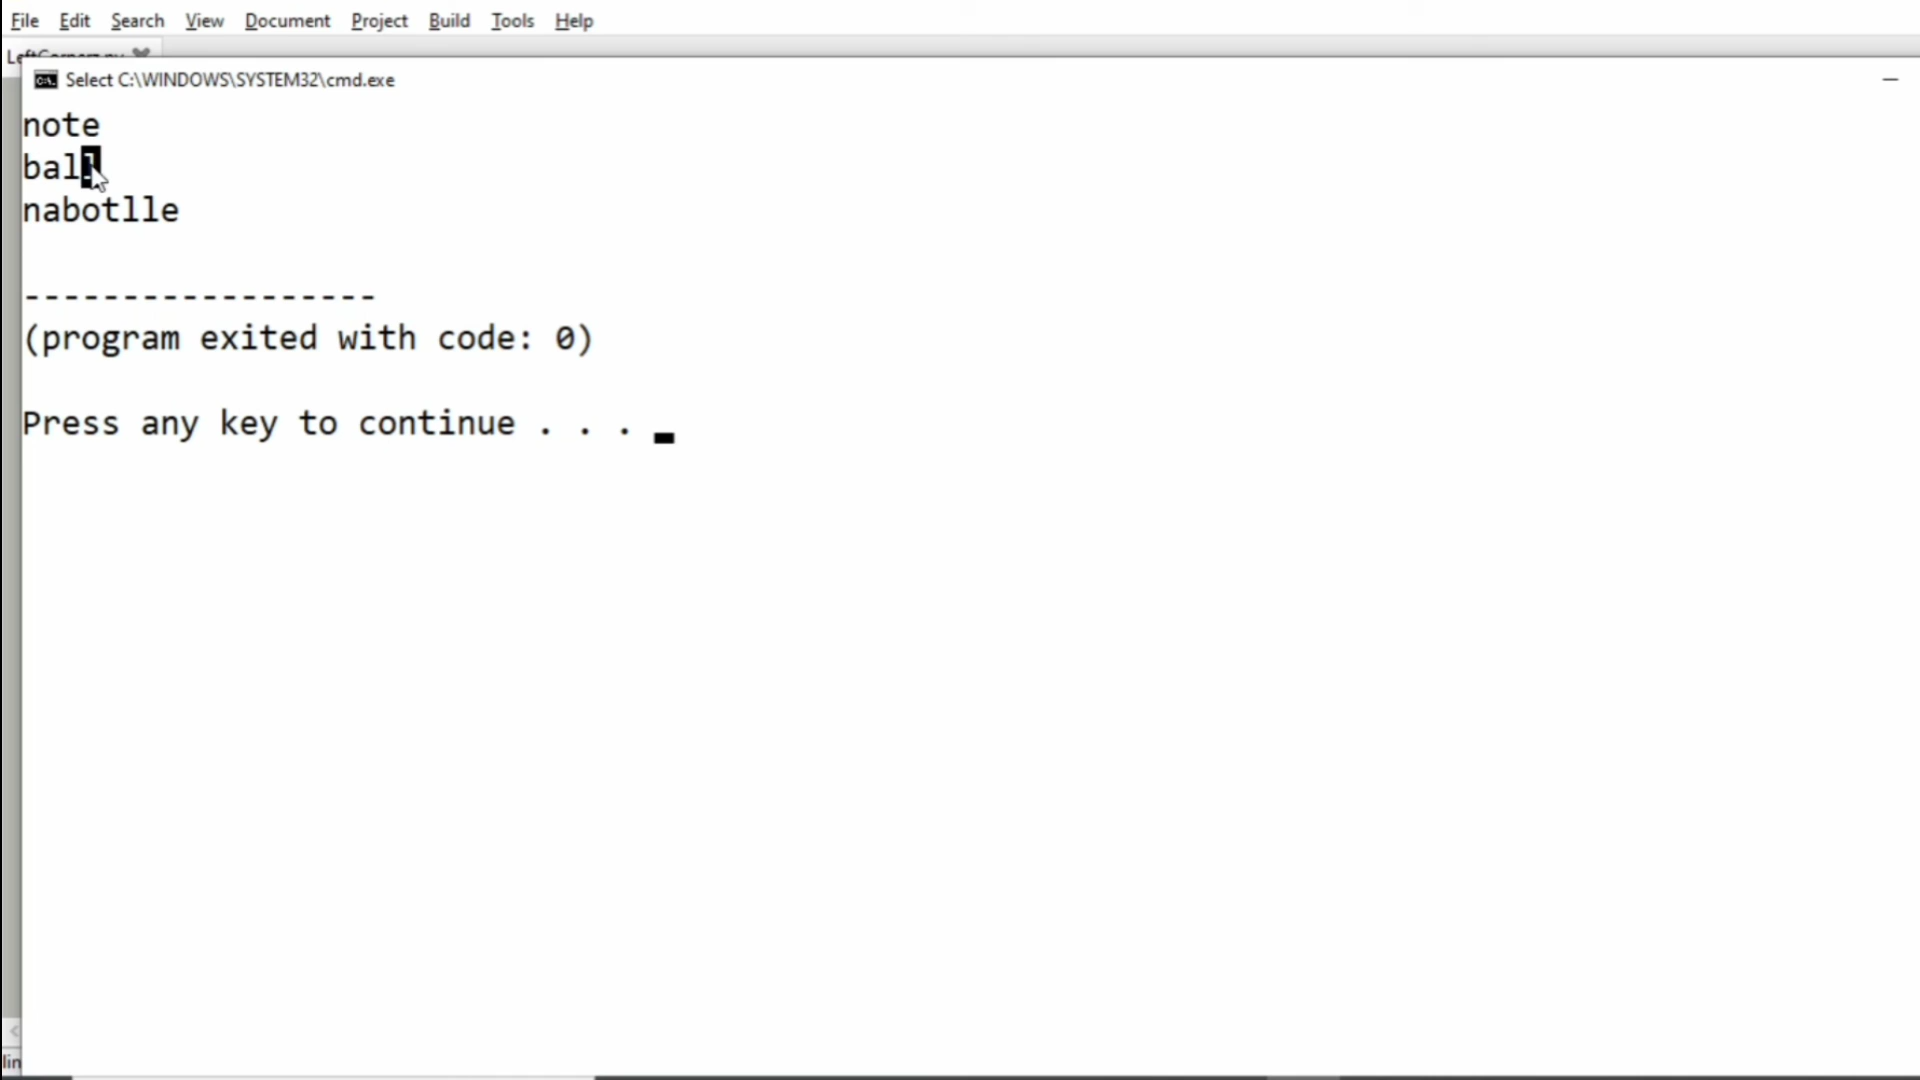 File Edit Search View Document Project Build Tools Help
Select C:\WINDOWS\SYSTEM32\cmd.exe
note
ball
nabotlle
------------------
(program exited with code: 0)
Press any key to continue . . .